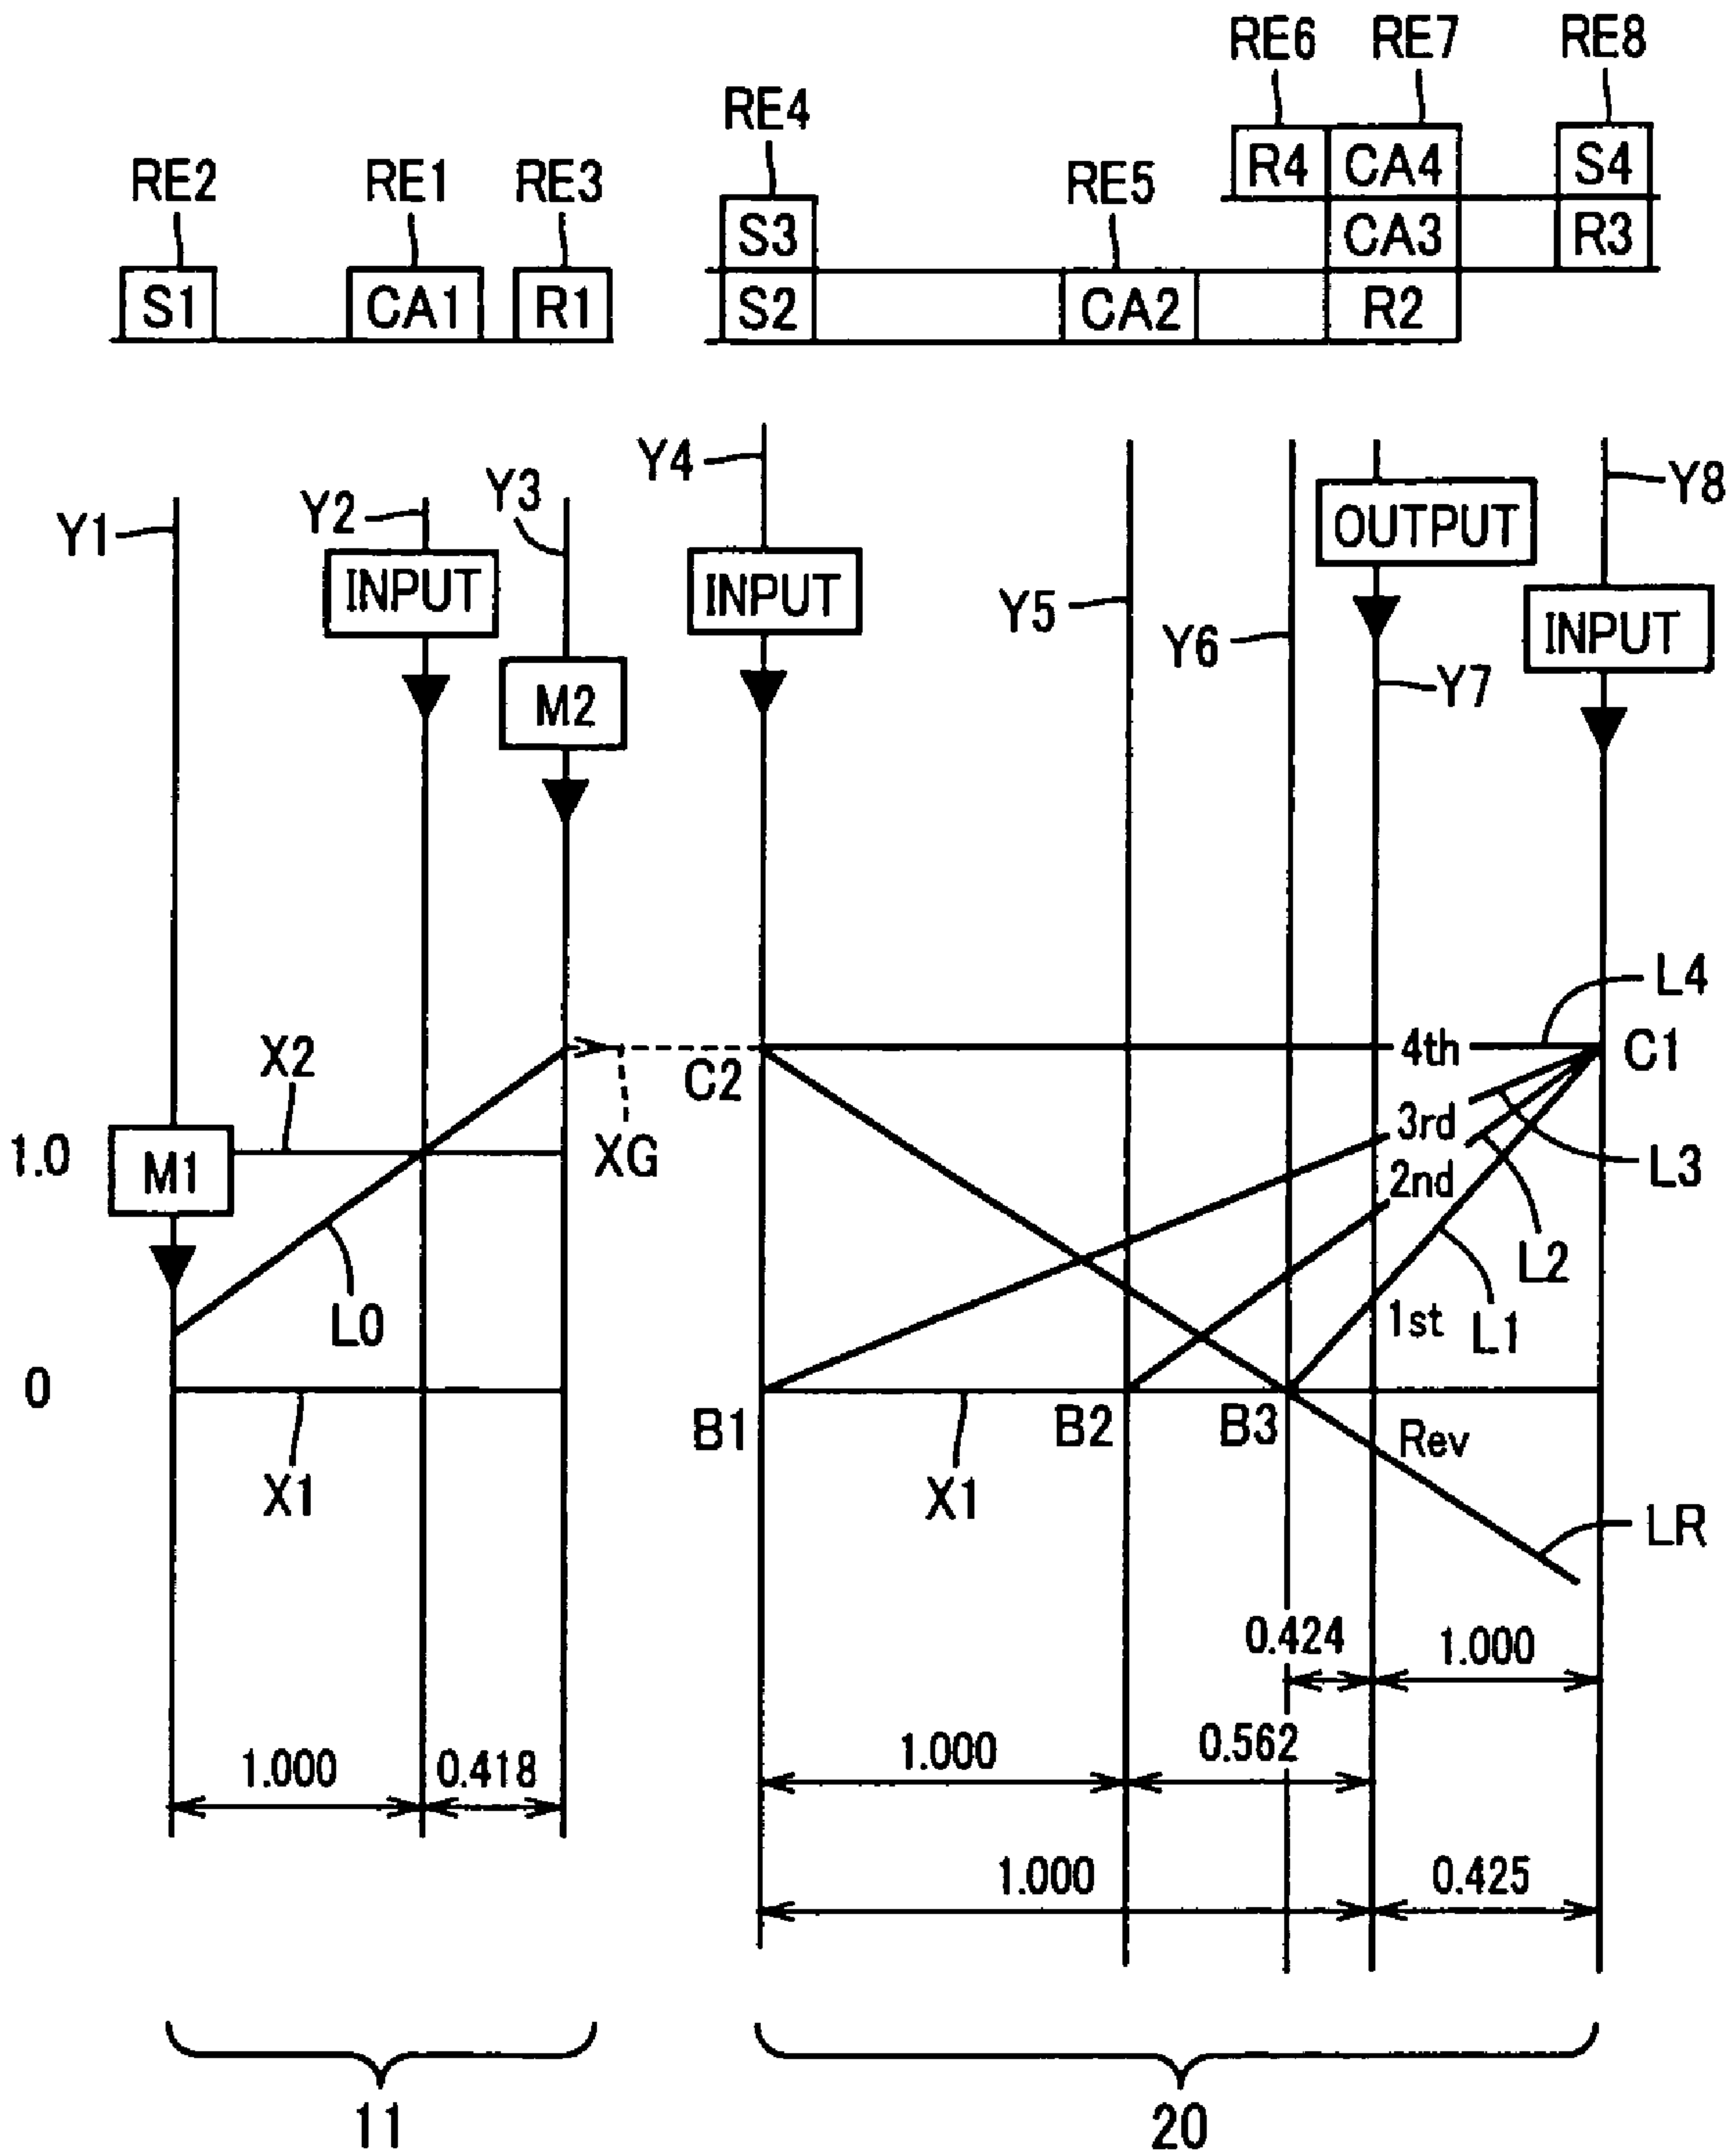 RE6 RE7 RE8
RE4
RE2 RE1 RE3 RE5
R4 CA4 S4
S3 CA3 R3
S1 CA1 R1 S2 CA2 R2
Y1 Y2 Y3 Y4 Y5 Y6 Y7 Y8
INPUT INPUT OUTPUT INPUT
M2
L4
X2 C2 4th C1
1.0 M1 XG 3rd L3
2nd
L0 L2
1st L1
0
B1 B2 B3 Rev
X1 X1
LR
0.424 1.000
1.000 0.418 1.000 0.562
1.000 0.425
11 20